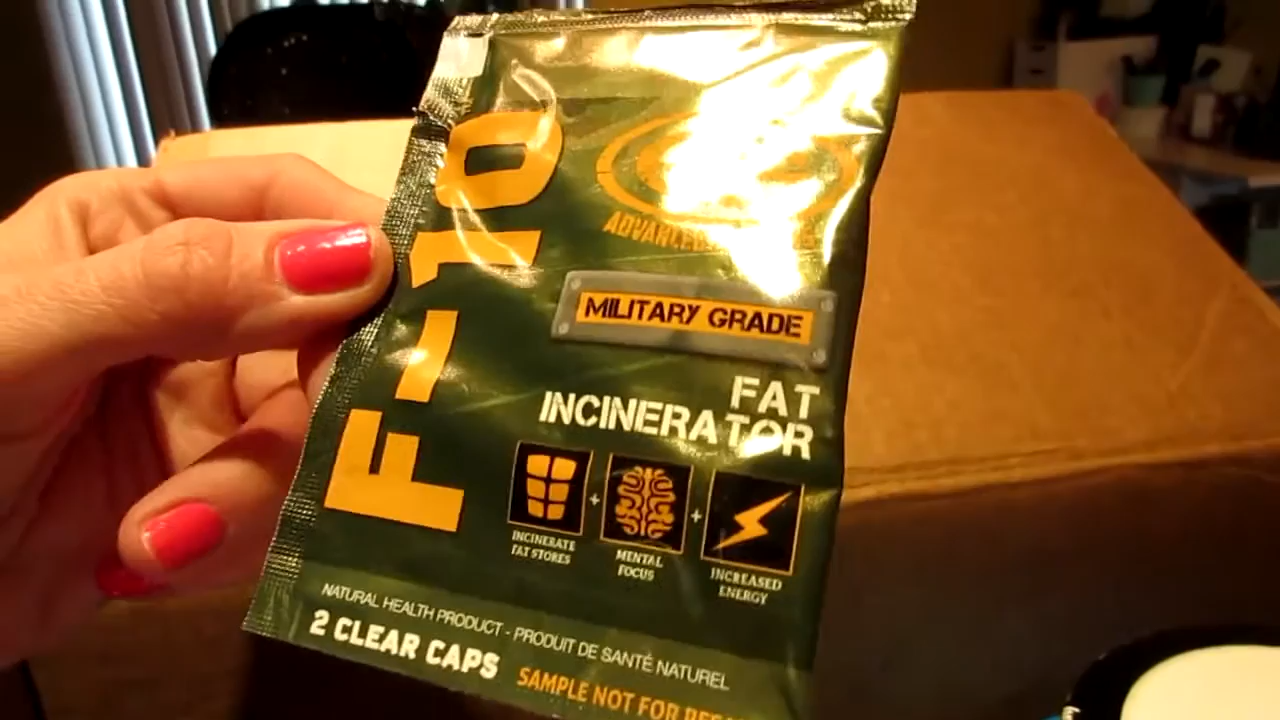 F-10
ADVANCED
MILITARY GRADE
FAT
INCINERATOR
INCINERATE
FAT STORES
+
MENTAL
FOCUS
+
INCREASED
ENERGY
NATURAL HEALTH PRODUCT - PRODUIT DE SANTÉ NATUREL
2 CLEAR CAPS
SAMPLE NOT FOR